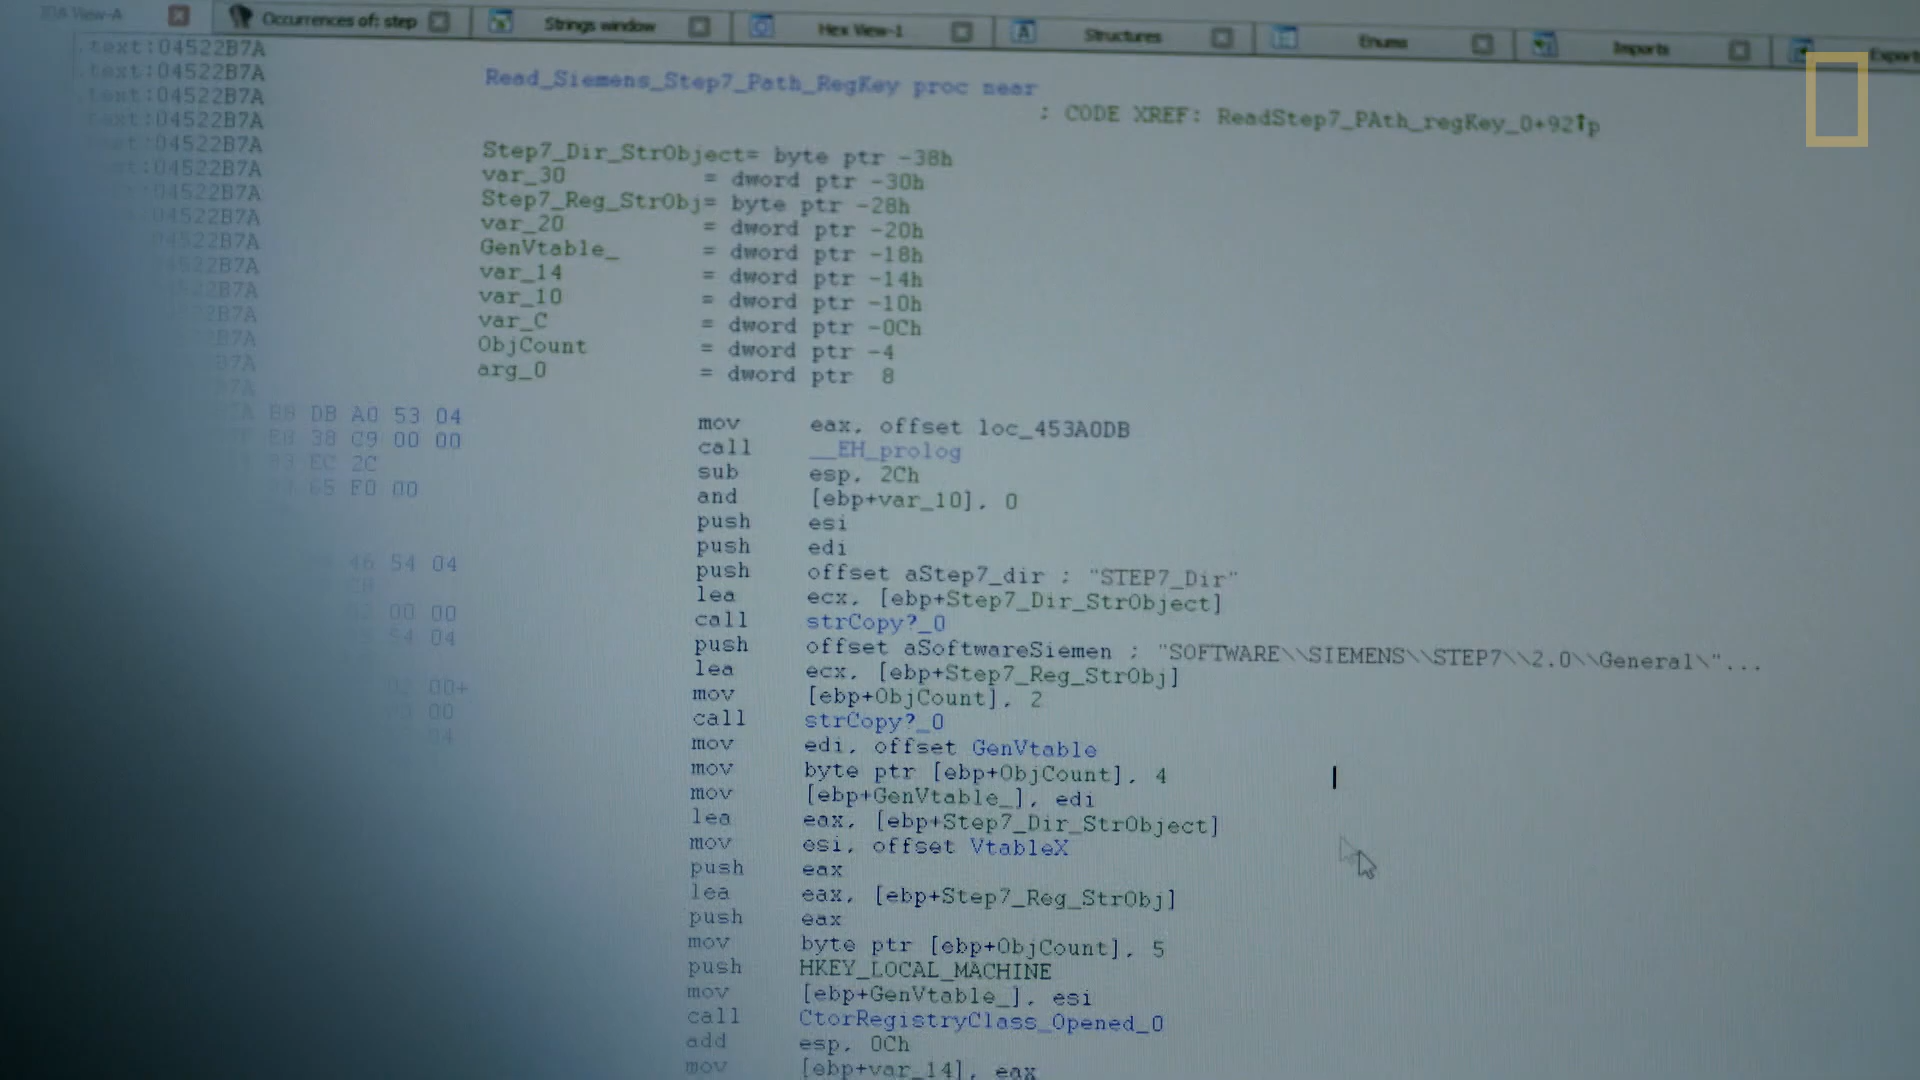 IDA View-A Occurrences of: step Strings window Hex View-1 Structures Enums Imports Export
.text:04522B7A
.text:04522B7A Read_Siemens_Step7_Path_RegKey proc near
.text:04522B7A ; CODE XREF: ReadStep7_PAth_regKey_0+92↑p
.text:04522B7A
text:04522B7A Step7_Dir_StrObject= byte ptr -38h
t:04522B7A var_30 = dword ptr -30h
:04522B7A Step7_Reg_StrObj= byte ptr -28h
04522B7A var_20 = dword ptr -20h
04522B7A GenVtable_ = dword ptr -18h
4522B7A var_14 = dword ptr -14h
522B7A var_10 = dword ptr -10h
22B7A var_C = dword ptr -0Ch
2B7A ObjCount = dword ptr -4
B7A arg_0 = dword ptr 8
7A
B8 DB A0 53 04 mov eax, offset loc_453A0DB
E8 38 C9 00 00 call __EH_prolog
EC 2C sub esp, 2Ch
65 F0 00 and [ebp+var_10], 0
push esi
push edi
46 54 04 push offset aStep7_dir ; "STEP7_Dir"
lea ecx, [ebp+Step7_Dir_StrObject]
00 00 call strCopy?_0
54 04 push offset aSoftwareSiemen ; "SOFTWARE\\SIEMENS\\STEP7\\2.0\\General\"...
lea ecx, [ebp+Step7_Reg_StrObj]
00+ mov [ebp+ObjCount], 2
00 call strCopy?_0
04 mov edi, offset GenVtable
mov byte ptr [ebp+ObjCount], 4
mov [ebp+GenVtable_], edi
lea eax, [ebp+Step7_Dir_StrObject]
mov esi, offset VtableX
push eax
lea eax, [ebp+Step7_Reg_StrObj]
push eax
mov byte ptr [ebp+ObjCount], 5
push HKEY_LOCAL_MACHINE
mov [ebp+GenVtable_], esi
call CtorRegistryClass_Opened_0
add esp, 0Ch
mov [ebp+var_14], eax